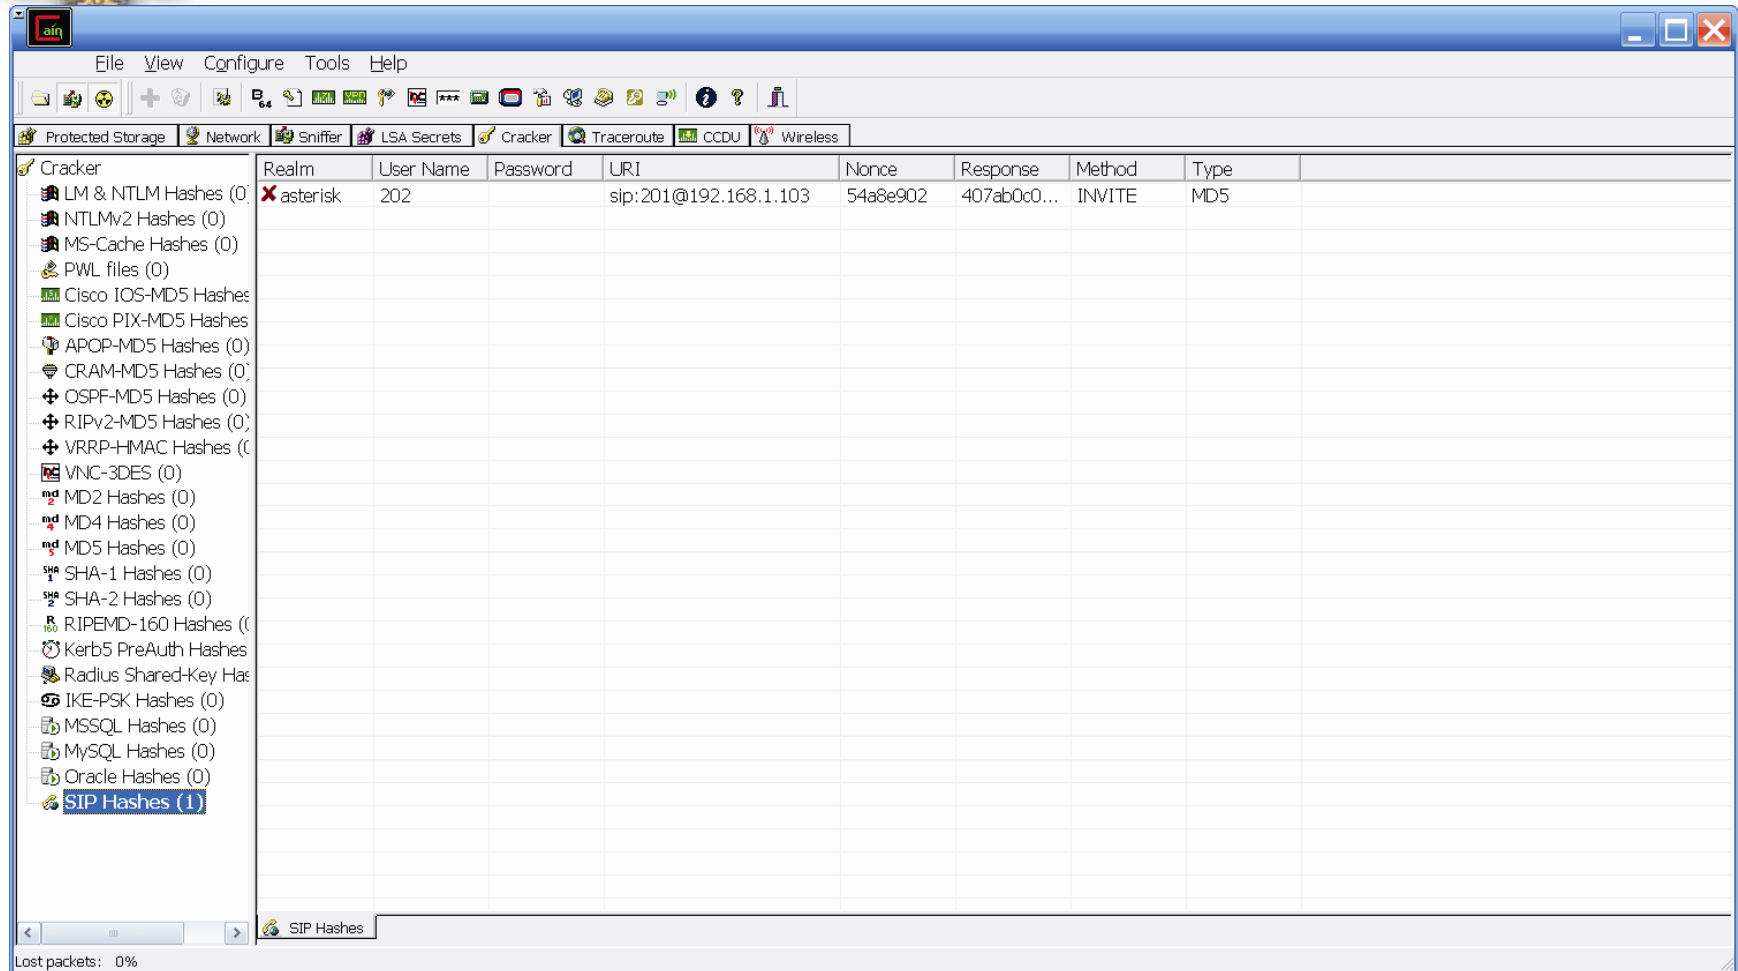 aín
File View Configure Tools Help
B 64
Protected Storage Network Sniffer LSA Secrets Cracker Traceroute CCDU Wireless
Cracker
LM & NTLM Hashes (0
NTLMv2 Hashes (0)
MS-Cache Hashes (0)
PWL files (0)
Cisco IOS-MD5 Hashes
Cisco PIX-MD5 Hashes
APOP-MD5 Hashes (0)
CRAM-MD5 Hashes (0)
OSPF-MD5 Hashes (0)
RIPv2-MD5 Hashes (0)
VRRP-HMAC Hashes (
VNC-3DES (0)
MD2 Hashes (0)
MD4 Hashes (0)
MD5 Hashes (0)
SHA-1 Hashes (0)
SHA-2 Hashes (0)
RIPEMD-160 Hashes (
Kerb5 PreAuth Hashes
Radius Shared-Key Has
IKE-PSK Hashes (0)
MSSQL Hashes (0)
MySQL Hashes (0)
Oracle Hashes (0)
SIP Hashes (1)
Realm User Name Password URI Nonce Response Method Type
asterisk 202 sip:201@192.168.1.103 54a8e902 407ab0c0... INVITE MD5
SIP Hashes
Lost packets: 0%